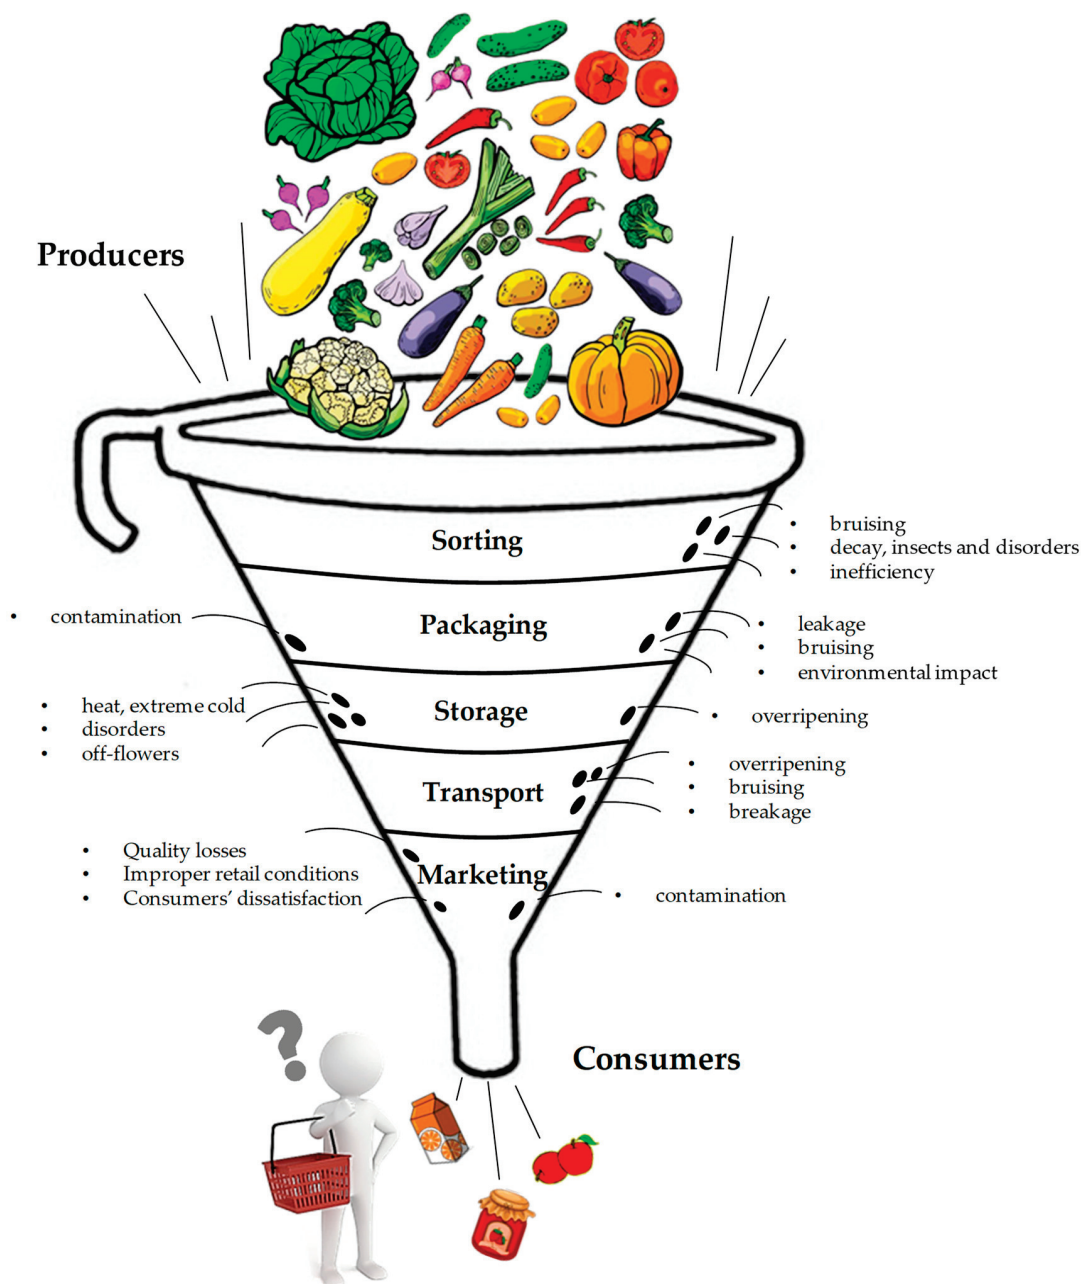 Producers
Sorting
• bruising
• decay, insects and disorders
• inefficiency
• contamination
Packaging
• leakage
• bruising
• environmental impact
• heat, extreme cold
• disorders
• off-flowers
Storage
• overripening
Transport
• overripening
• bruising
• breakage
• Quality losses
• Improper retail conditions
• Consumers' dissatisfaction
Marketing
• contamination
?
Consumers